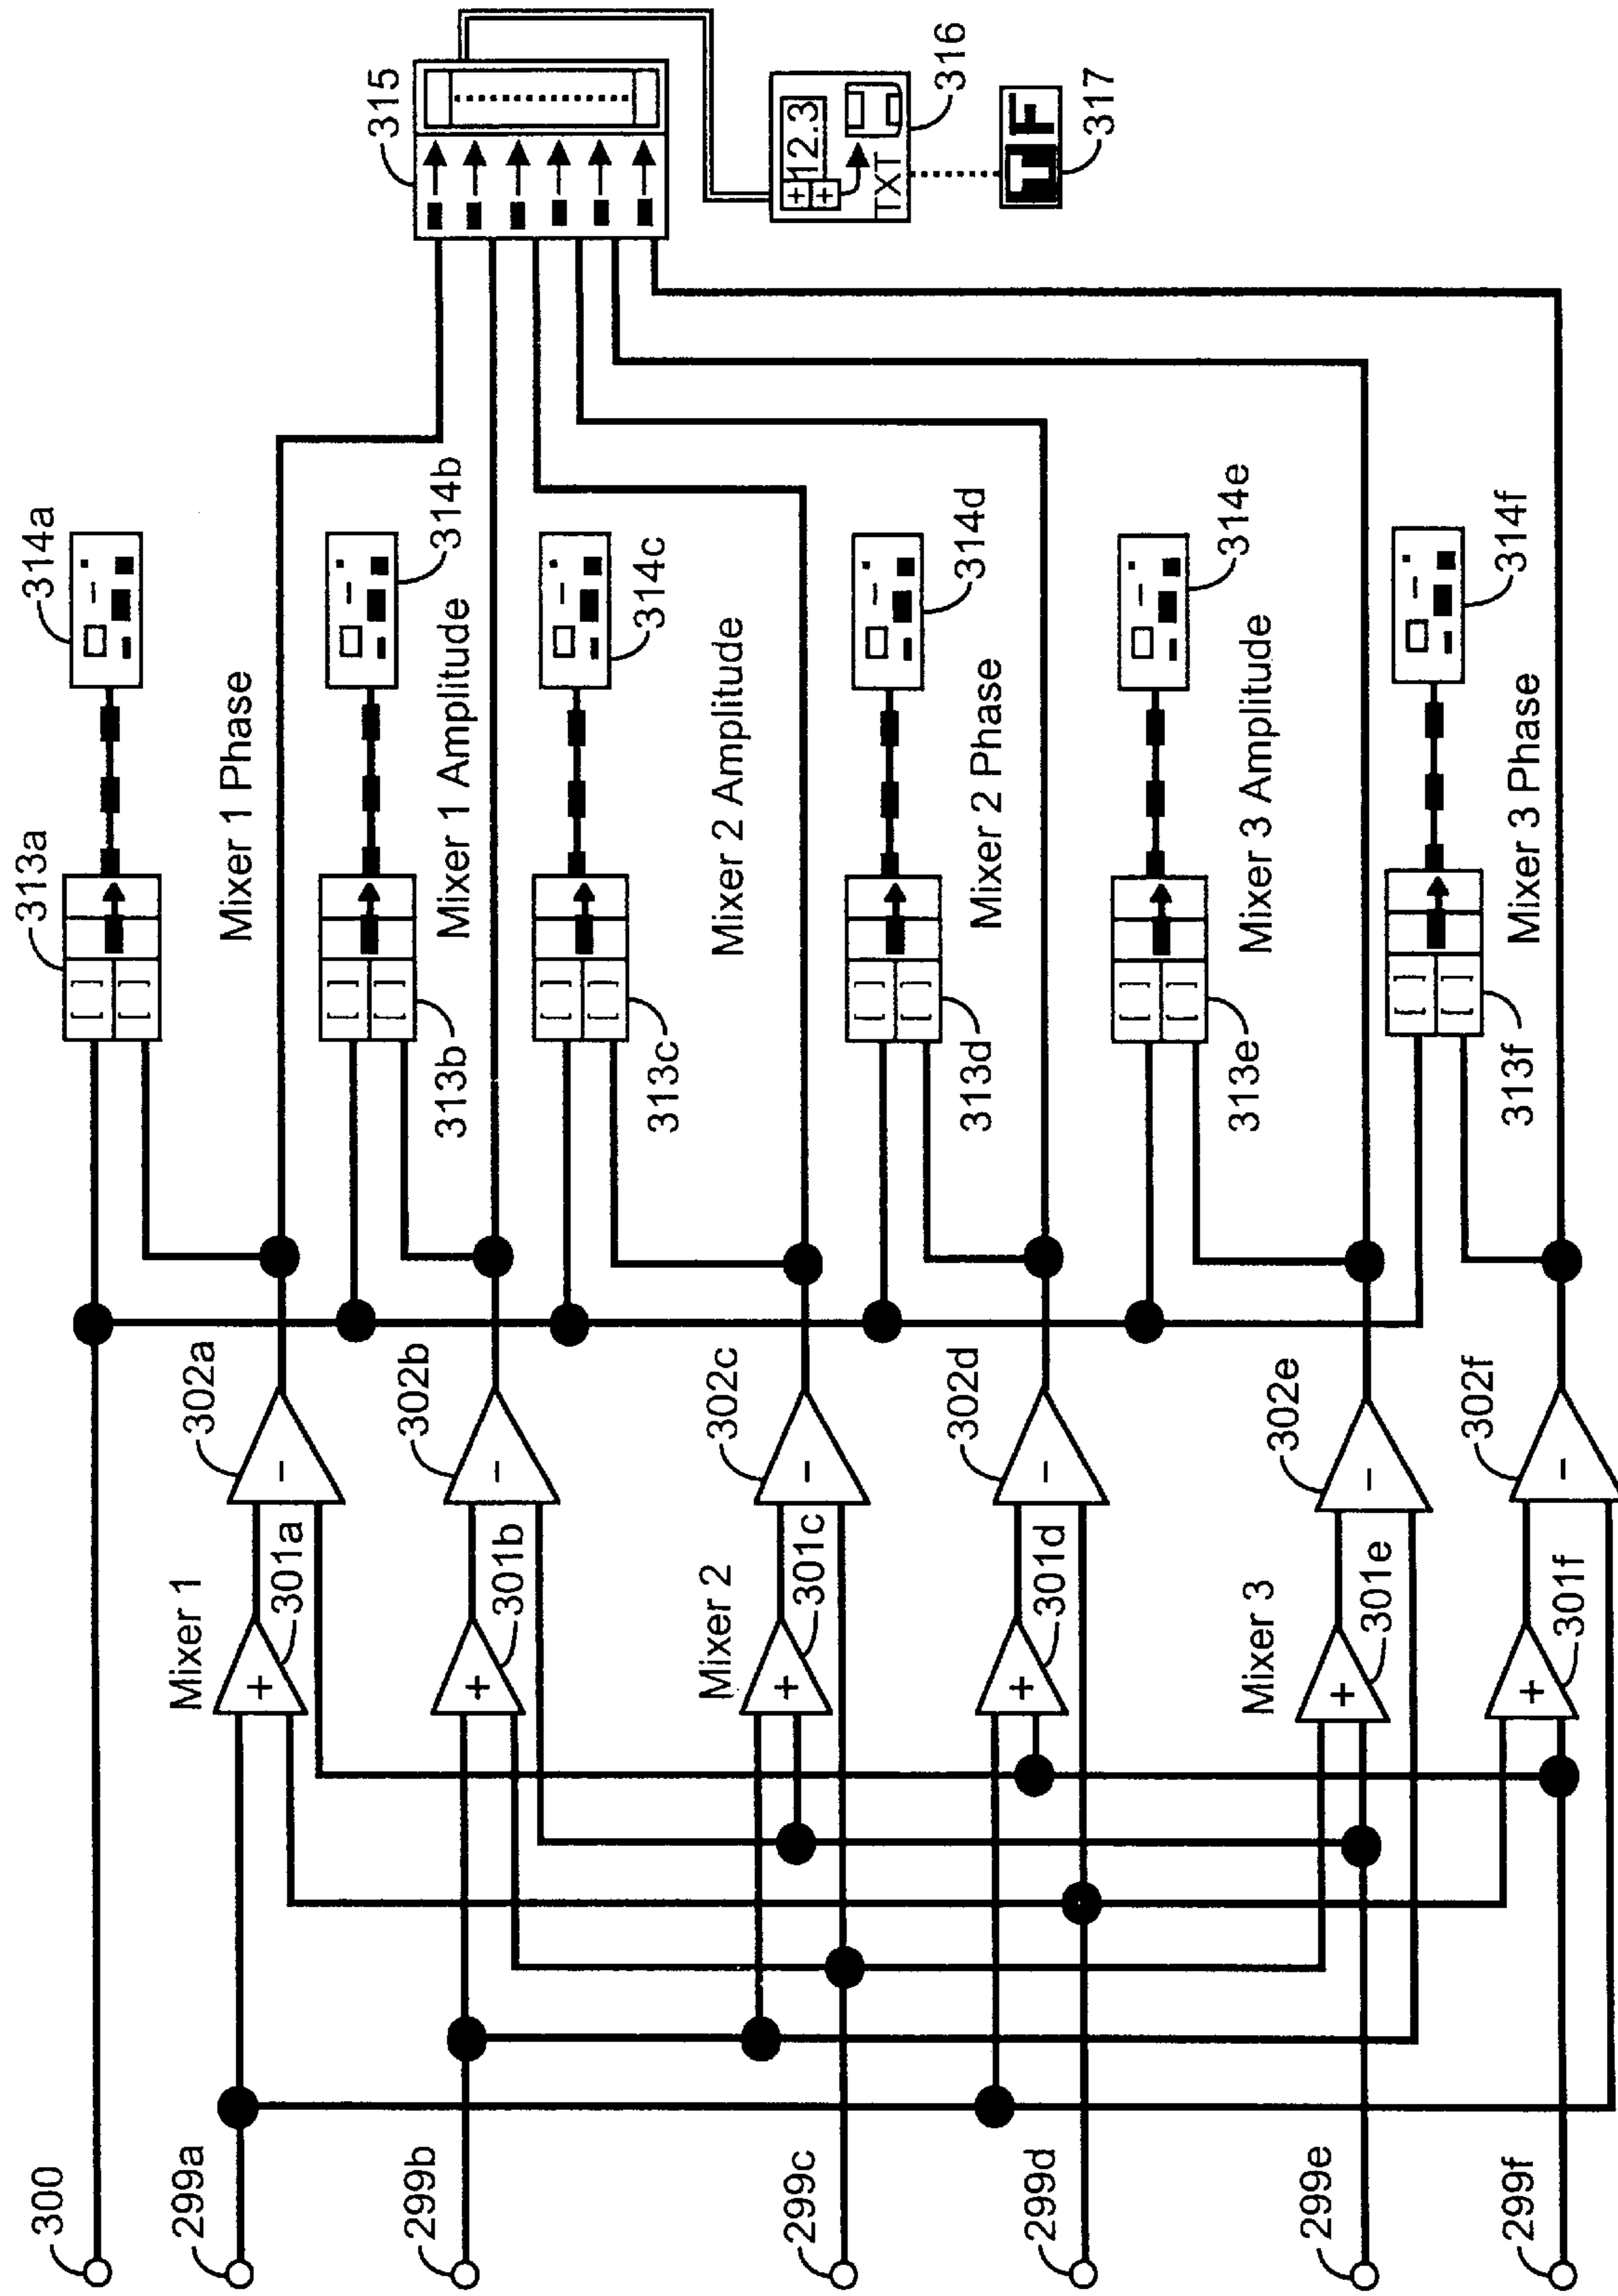 300
299a
299b
299c
299d
299e
299f
Mixer 1
301a
302a
301b
302b
Mixer 2
301c
302c
301d
302d
Mixer 3
301e
302e
301f
302f
+
-
+
-
+
-
+
-
+
-
+
-
313a
[ ]
[ ]
314a
Mixer 1 Phase
313b
[ ]
[ ]
314b
Mixer 1 Amplitude
313c
[ ]
[ ]
314c
Mixer 2 Amplitude
313d
[ ]
[ ]
314d
Mixer 2 Phase
313e
[ ]
[ ]
314e
Mixer 3 Amplitude
313f
[ ]
[ ]
314f
Mixer 3 Phase
315
+
+
12.3
TXT
316
T F
317